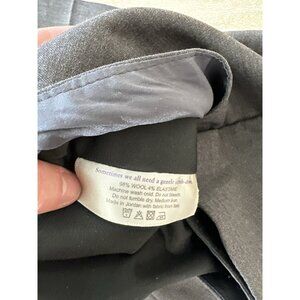 Sometimes we all need a gentle
96% WOOL 4% ELASTANE
Machine wash cold. Do not bleach.
Do not tumble dry. Medium iron.
Made in Jordan with fabric from Italy